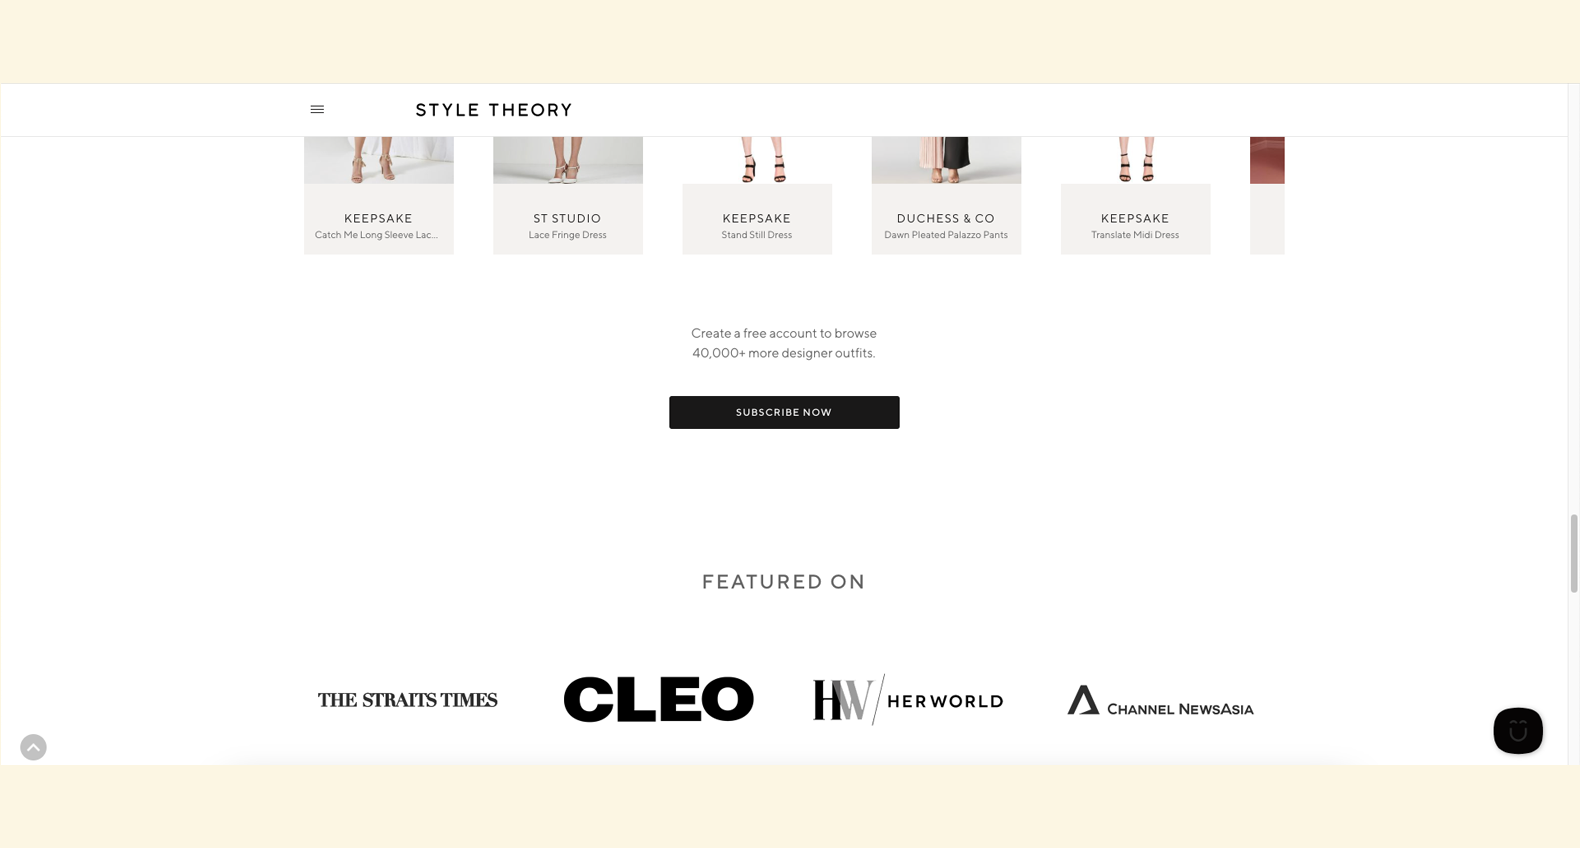 STYLE THEORY
KEEPSAKE
Catch Me Long Sleeve Lac...
ST STUDIO
Lace Fringe Dress
KEEPSAKE
Stand Still Dress
DUCHESS & CO
Dawn Pleated Palazzo Pants
KEEPSAKE
Translate Midi Dress
Create a free account to browse
40,000+ more designer outfits.
SUBSCRIBE NOW
FEATURED ON
THE STRAITS TIMES
CLEO
HW HERWORLD
CHANNEL NEWSASIA